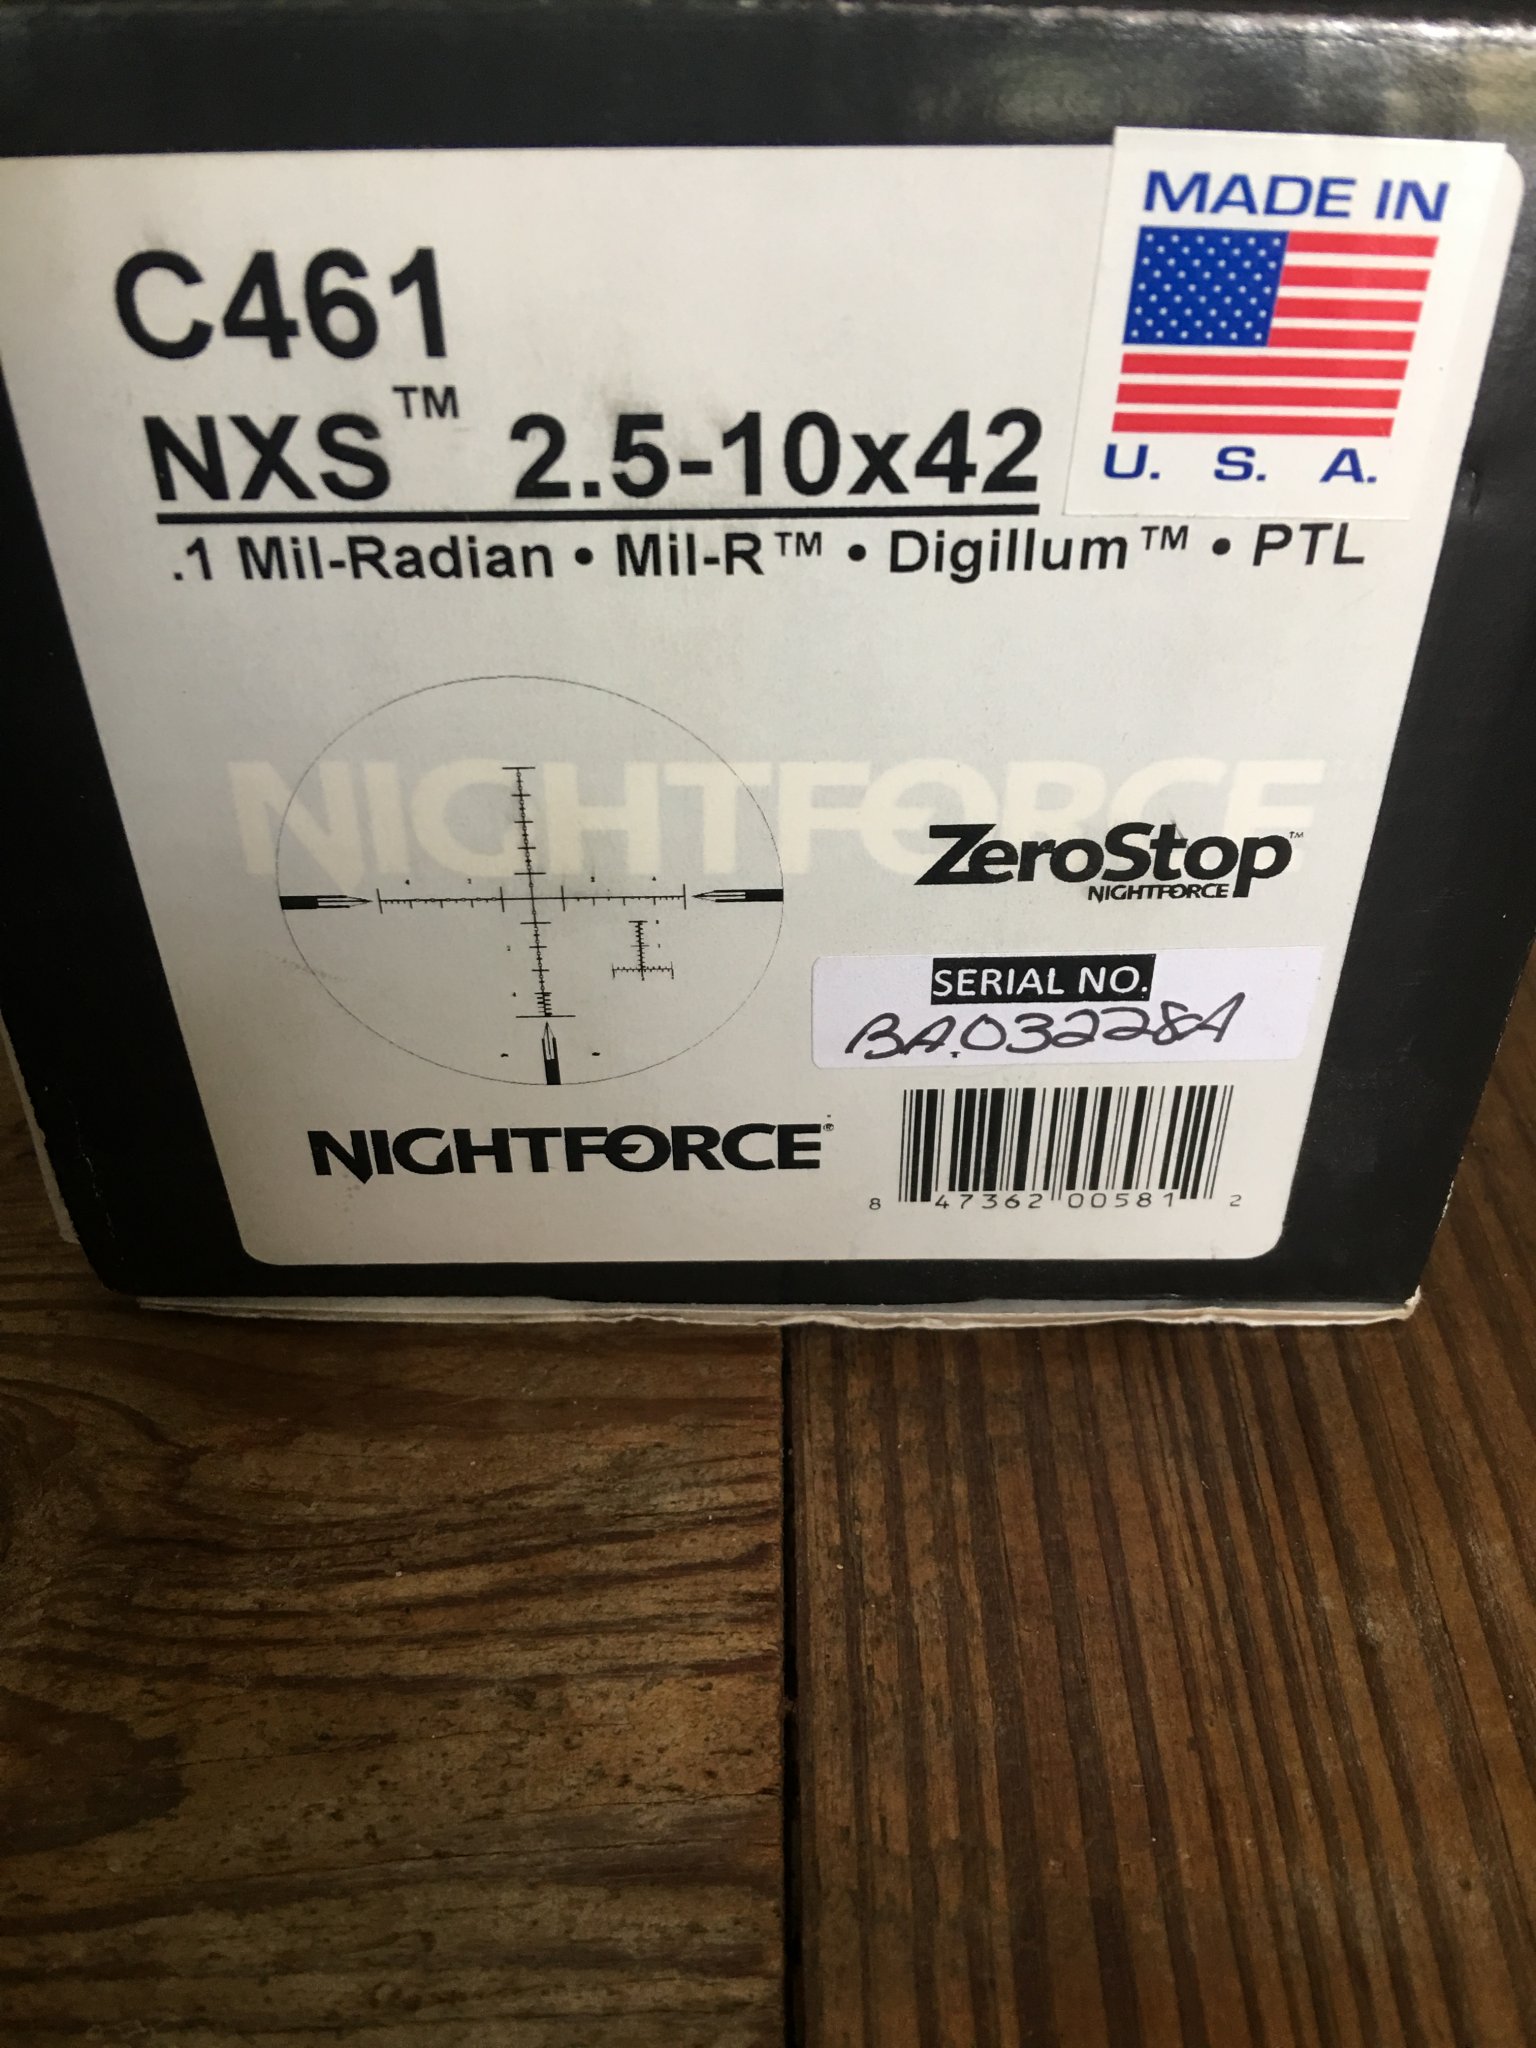 MADE IN
U. S. A.
C461
NXS™ 2.5-10x42
.1 Mil-Radian • Mil-R™ • Digillum™ • PTL
NIGHTFORCE
ZeroStop™
NIGHTFORCE
SERIAL NO.
BA03228A
NIGHTFORCE®
8 47362 00581 2